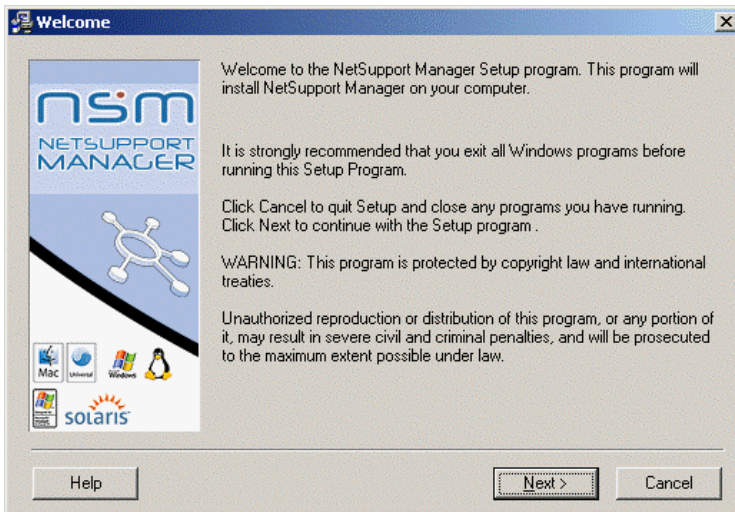 Welcome
nsm
NETSUPPORT
MANAGER
Mac
Universal
Windows
solaris
Welcome to the NetSupport Manager Setup program. This program will
install NetSupport Manager on your computer.
It is strongly recommended that you exit all Windows programs before
running this Setup Program.
Click Cancel to quit Setup and close any programs you have running.
Click Next to continue with the Setup program .
WARNING: This program is protected by copyright law and international
treaties.
Unauthorized reproduction or distribution of this program, or any portion of
it, may result in severe civil and criminal penalties, and will be prosecuted
to the maximum extent possible under law.
Help
Next >
Cancel